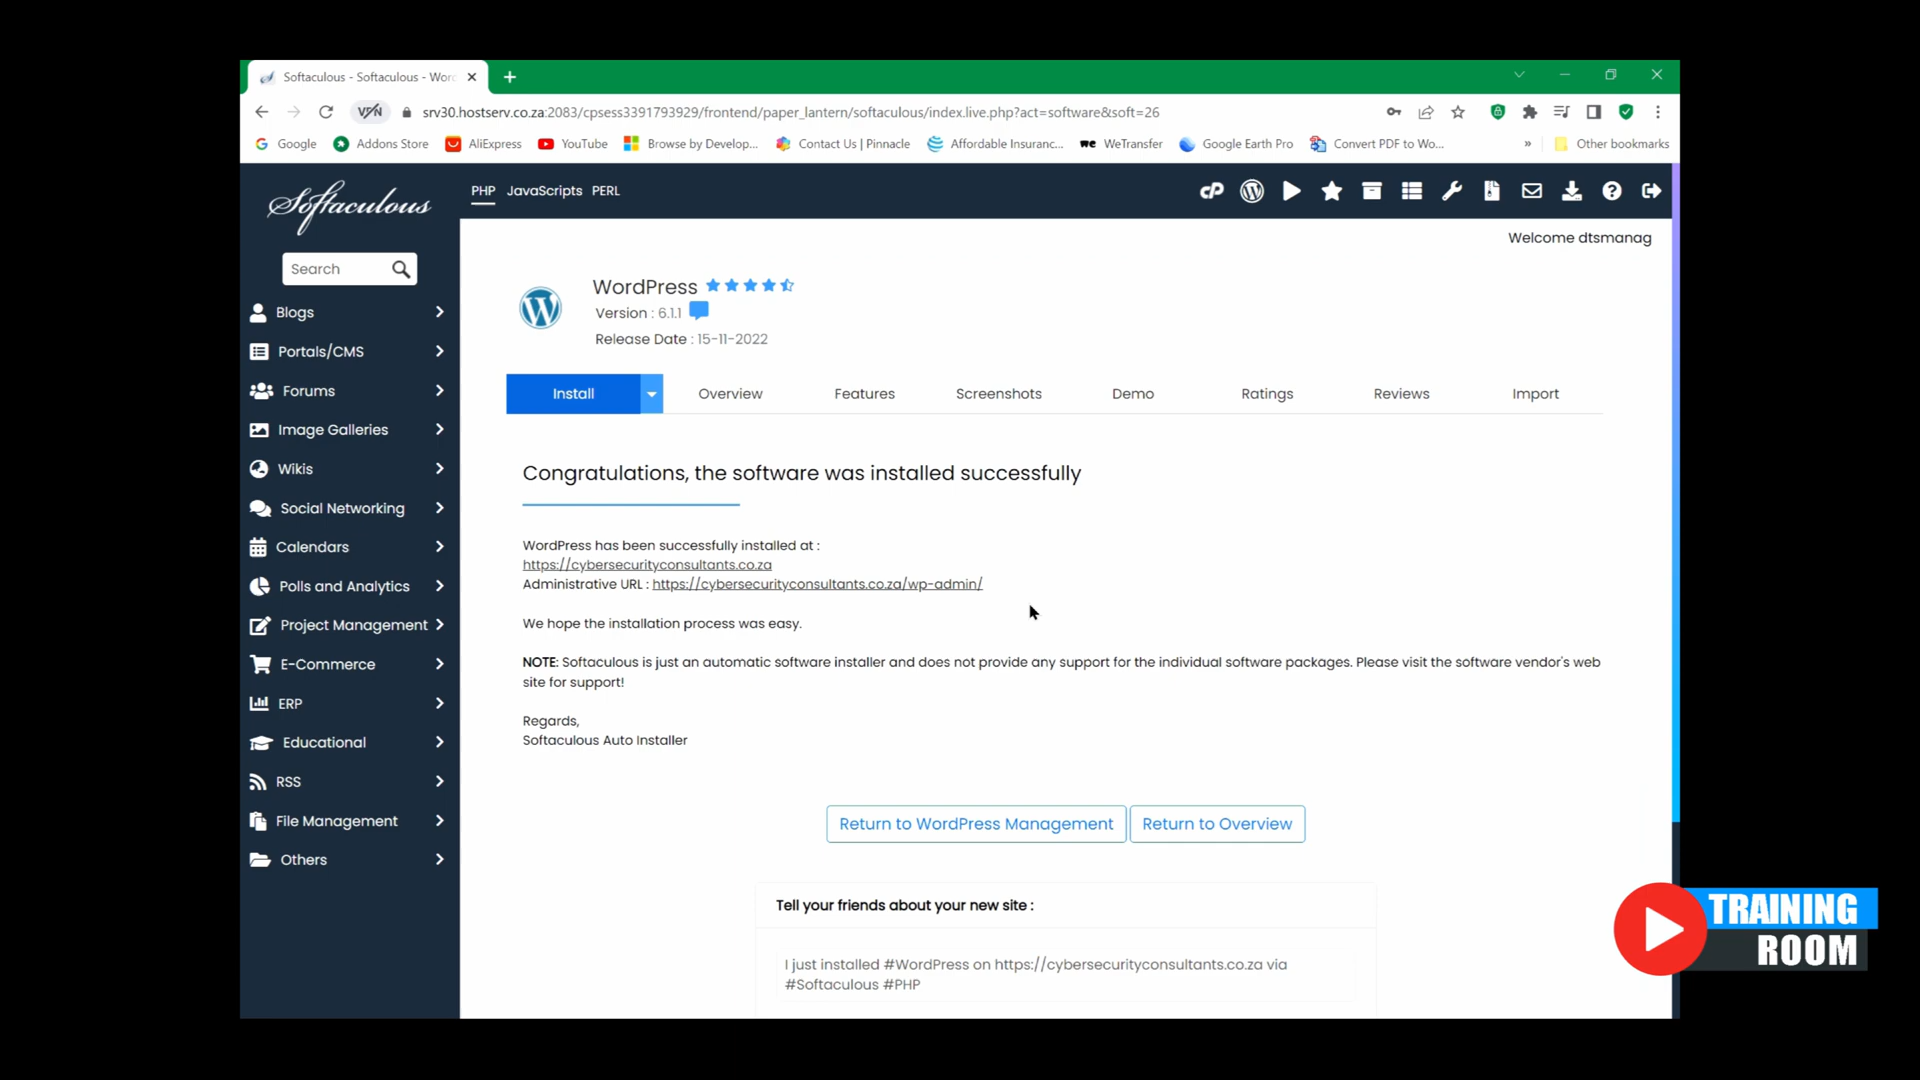 Softaculous - Softaculous - Wor
VPN
srv30.hostserv.co.za:2083/cpsess3391793929/frontend/paper_lantern/softaculous/index.live.php?act=software&soft=26
Google Addons Store AliExpress YouTube Browse by Develop... Contact Us | Pinnacle Affordable Insuranc... we WeTransfer Google Earth Pro Convert PDF to Wo... » Other bookmarks
Softaculous
PHP JavaScripts PERL
cP
Welcome dtsmanag
Search
Blogs
Portals/CMS
Forums
Image Galleries
Wikis
Social Networking
Calendars
Polls and Analytics
Project Management
E-Commerce
ERP
Educational
RSS
File Management
Others
WordPress
Version : 6.1.1
Release Date : 15-11-2022
Install Overview Features Screenshots Demo Ratings Reviews Import
Congratulations, the software was installed successfully
WordPress has been successfully installed at :
https://cybersecurityconsultants.co.za
Administrative URL : https://cybersecurityconsultants.co.za/wp-admin/
We hope the installation process was easy.
NOTE: Softaculous is just an automatic software installer and does not provide any support for the individual software packages. Please visit the software vendor's web
site for support!
Regards,
Softaculous Auto Installer
Return to WordPress Management Return to Overview
Tell your friends about your new site :
I just installed #WordPress on https://cybersecurityconsultants.co.za via
#Softaculous #PHP
TRAINING
ROOM